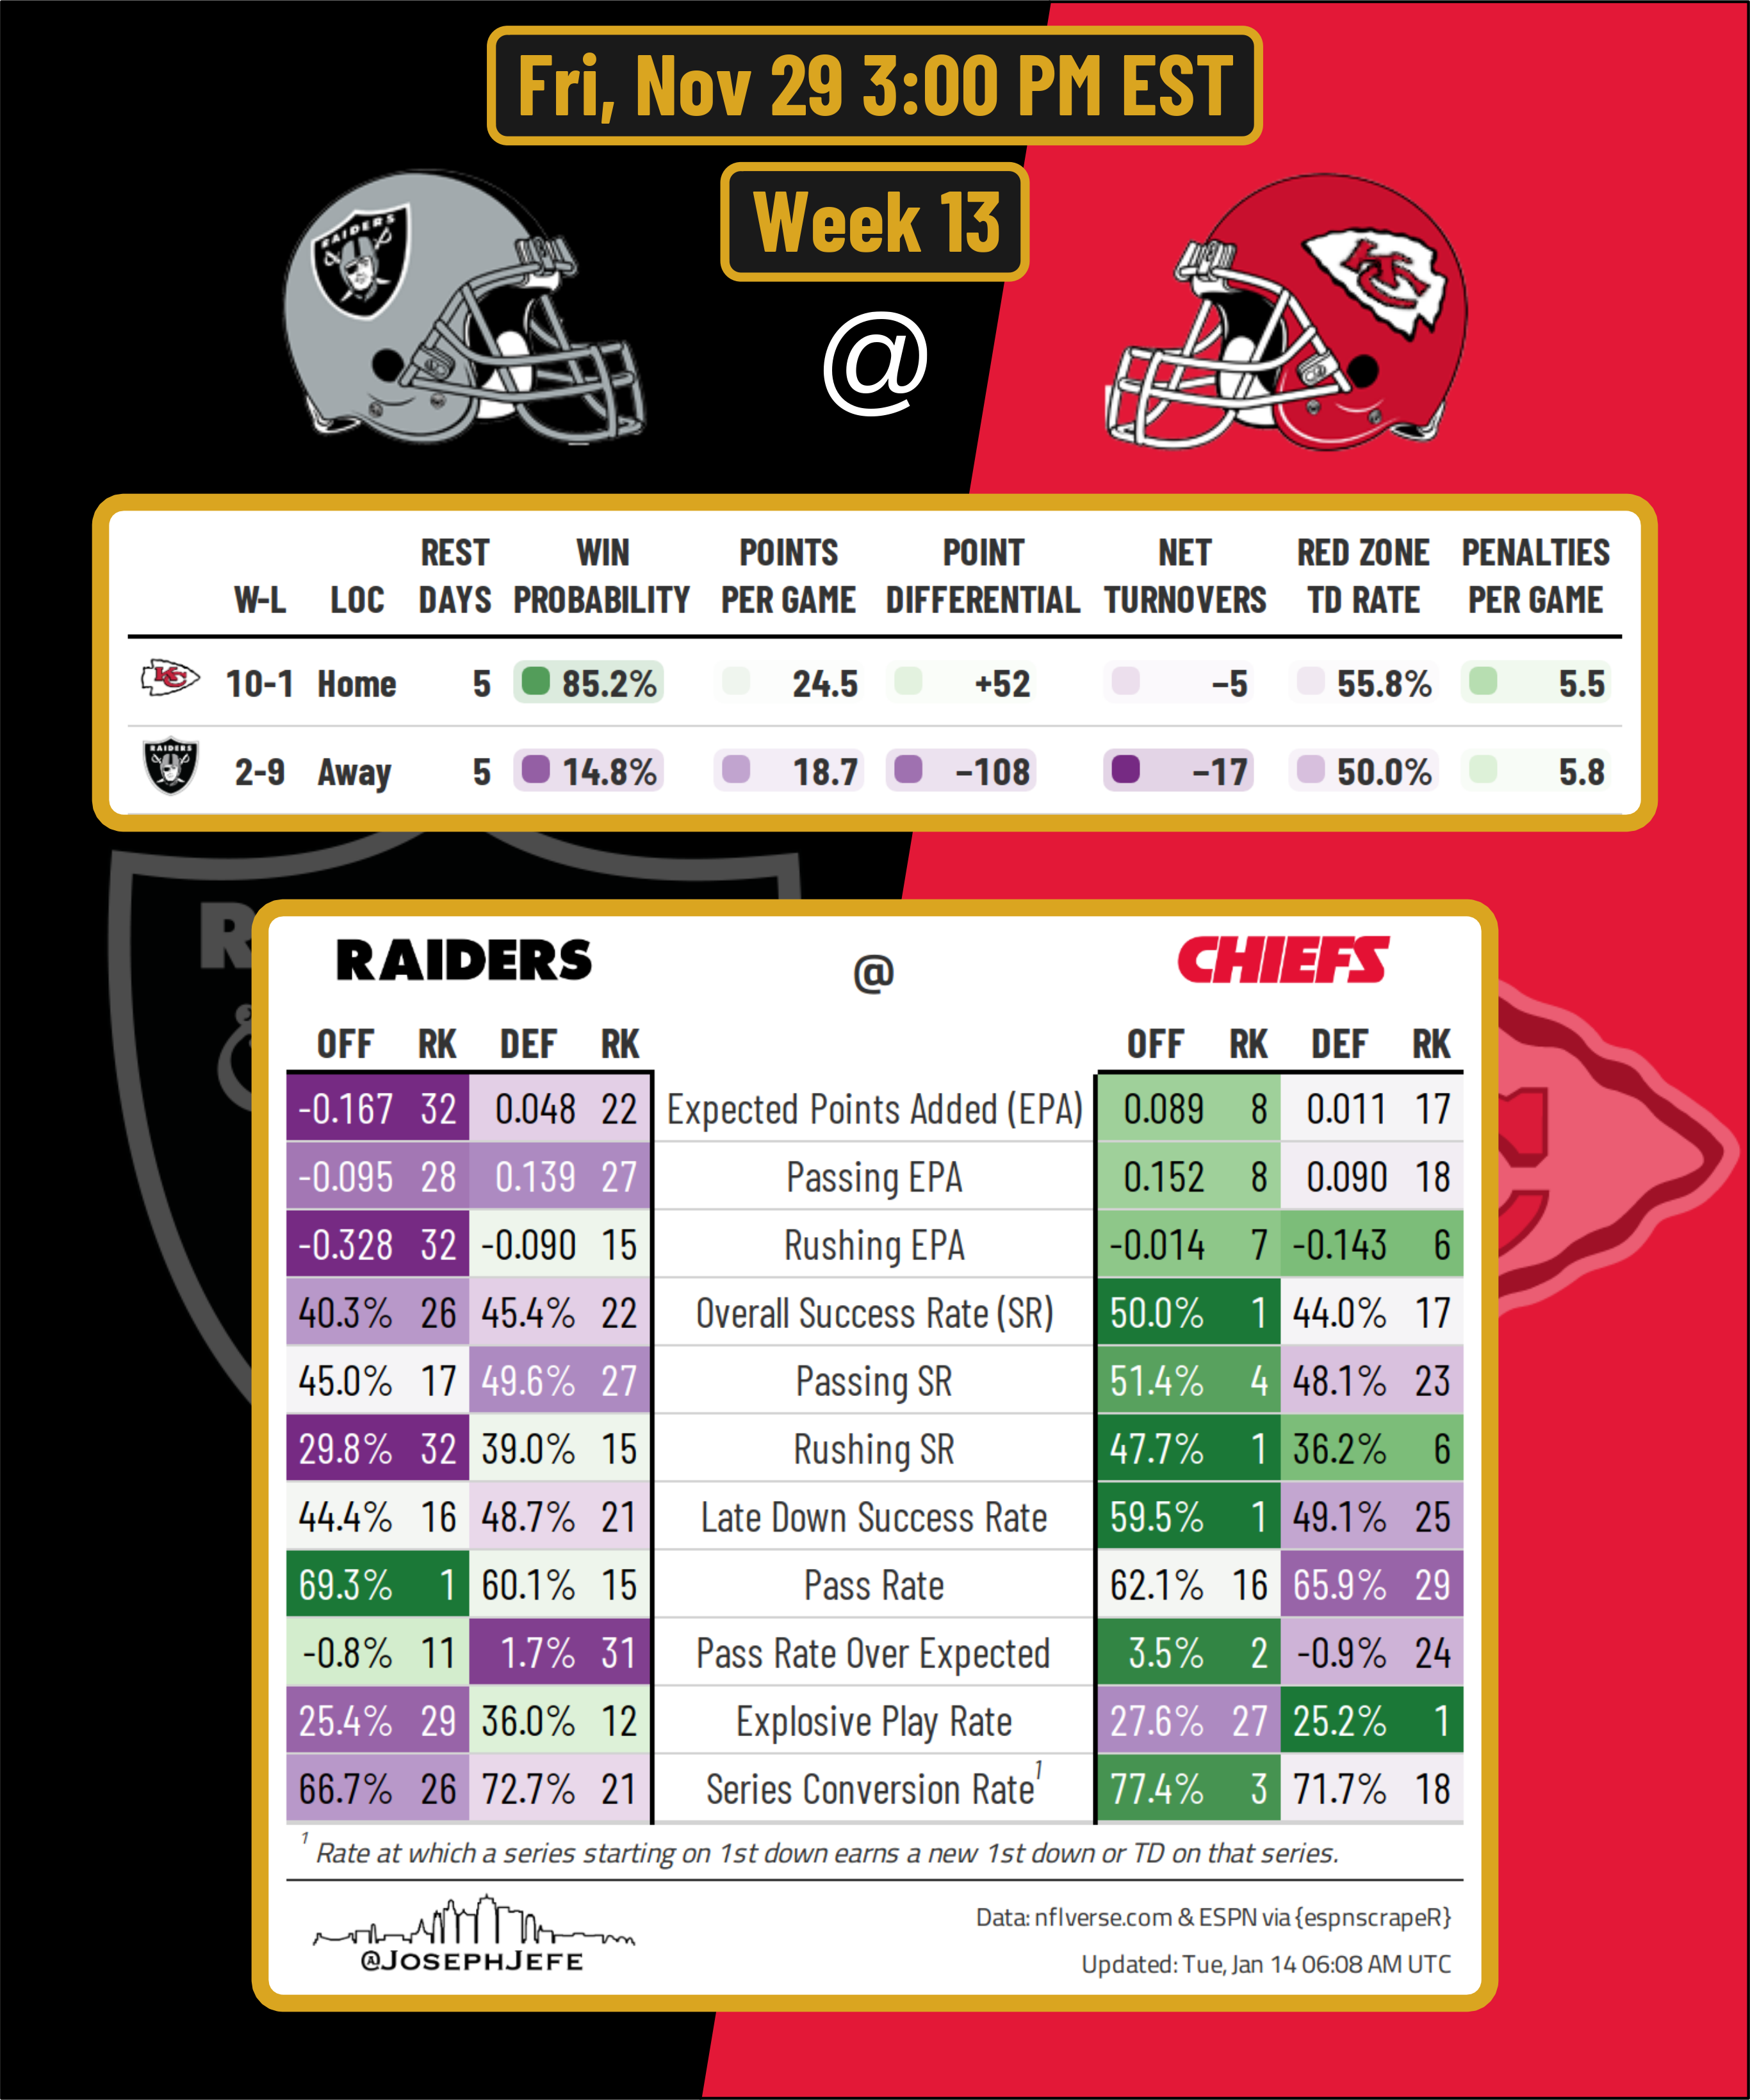 Fri, Nov 29 3:00 PM EST
Week 13
RAIDERS
@
KC
REST WIN POINTS POINT NET RED ZONE PENALTIES
W-L LOC DAYS PROBABILITY PER GAME DIFFERENTIAL TURNOVERS TD RATE PER GAME
KC 10-1 Home 5 85.2% 24.5 +52 −5 55.8% 5.5
RAIDERS 2-9 Away 5 14.8% 18.7 −108 −17 50.0% 5.8
R
RAIDERS @ CHIEFS
OFF RK DEF RK OFF RK DEF RK
-0.167 32 0.048 22 Expected Points Added (EPA) 0.089 8 0.011 17
-0.095 28 0.139 27 Passing EPA 0.152 8 0.090 18
-0.328 32 -0.090 15 Rushing EPA -0.014 7 -0.143 6
40.3% 26 45.4% 22 Overall Success Rate (SR) 50.0% 1 44.0% 17
45.0% 17 49.6% 27 Passing SR 51.4% 4 48.1% 23
29.8% 32 39.0% 15 Rushing SR 47.7% 1 36.2% 6
44.4% 16 48.7% 21 Late Down Success Rate 59.5% 1 49.1% 25
69.3% 1 60.1% 15 Pass Rate 62.1% 16 65.9% 29
-0.8% 11 1.7% 31 Pass Rate Over Expected 3.5% 2 -0.9% 24
25.4% 29 36.0% 12 Explosive Play Rate 27.6% 27 25.2% 1
66.7% 26 72.7% 21 Series Conversion Rate¹ 77.4% 3 71.7% 18
¹ Rate at which a series starting on 1st down earns a new 1st down or TD on that series.
@JOSEPHJEFE
Data: nflverse.com & ESPN via {espnscrapeR}
Updated: Tue, Jan 14 06:08 AM UTC